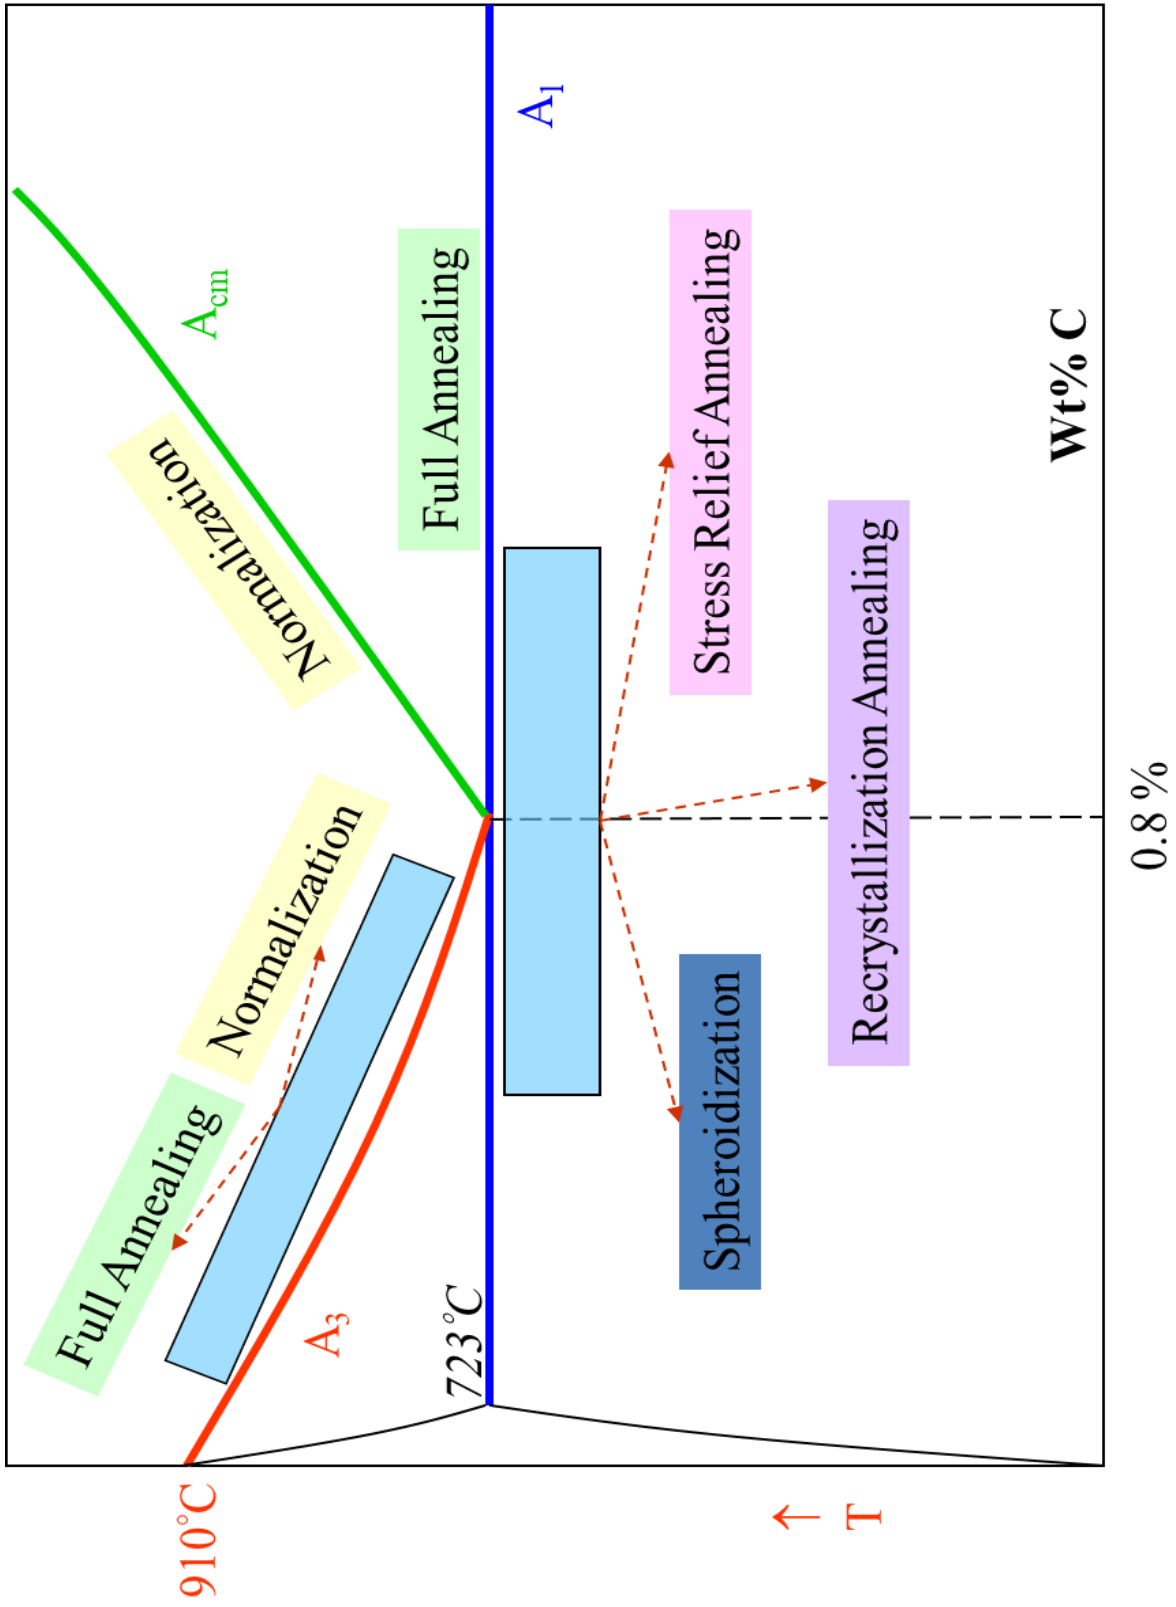 910°C
Full Annealing
Normalization
Normalization
A₃
A_cm
Full Annealing
723°C
A₁
Spheroidization
Stress Relief Annealing
Recrystallization Annealing
↑
T
Wt% C
0.8 %